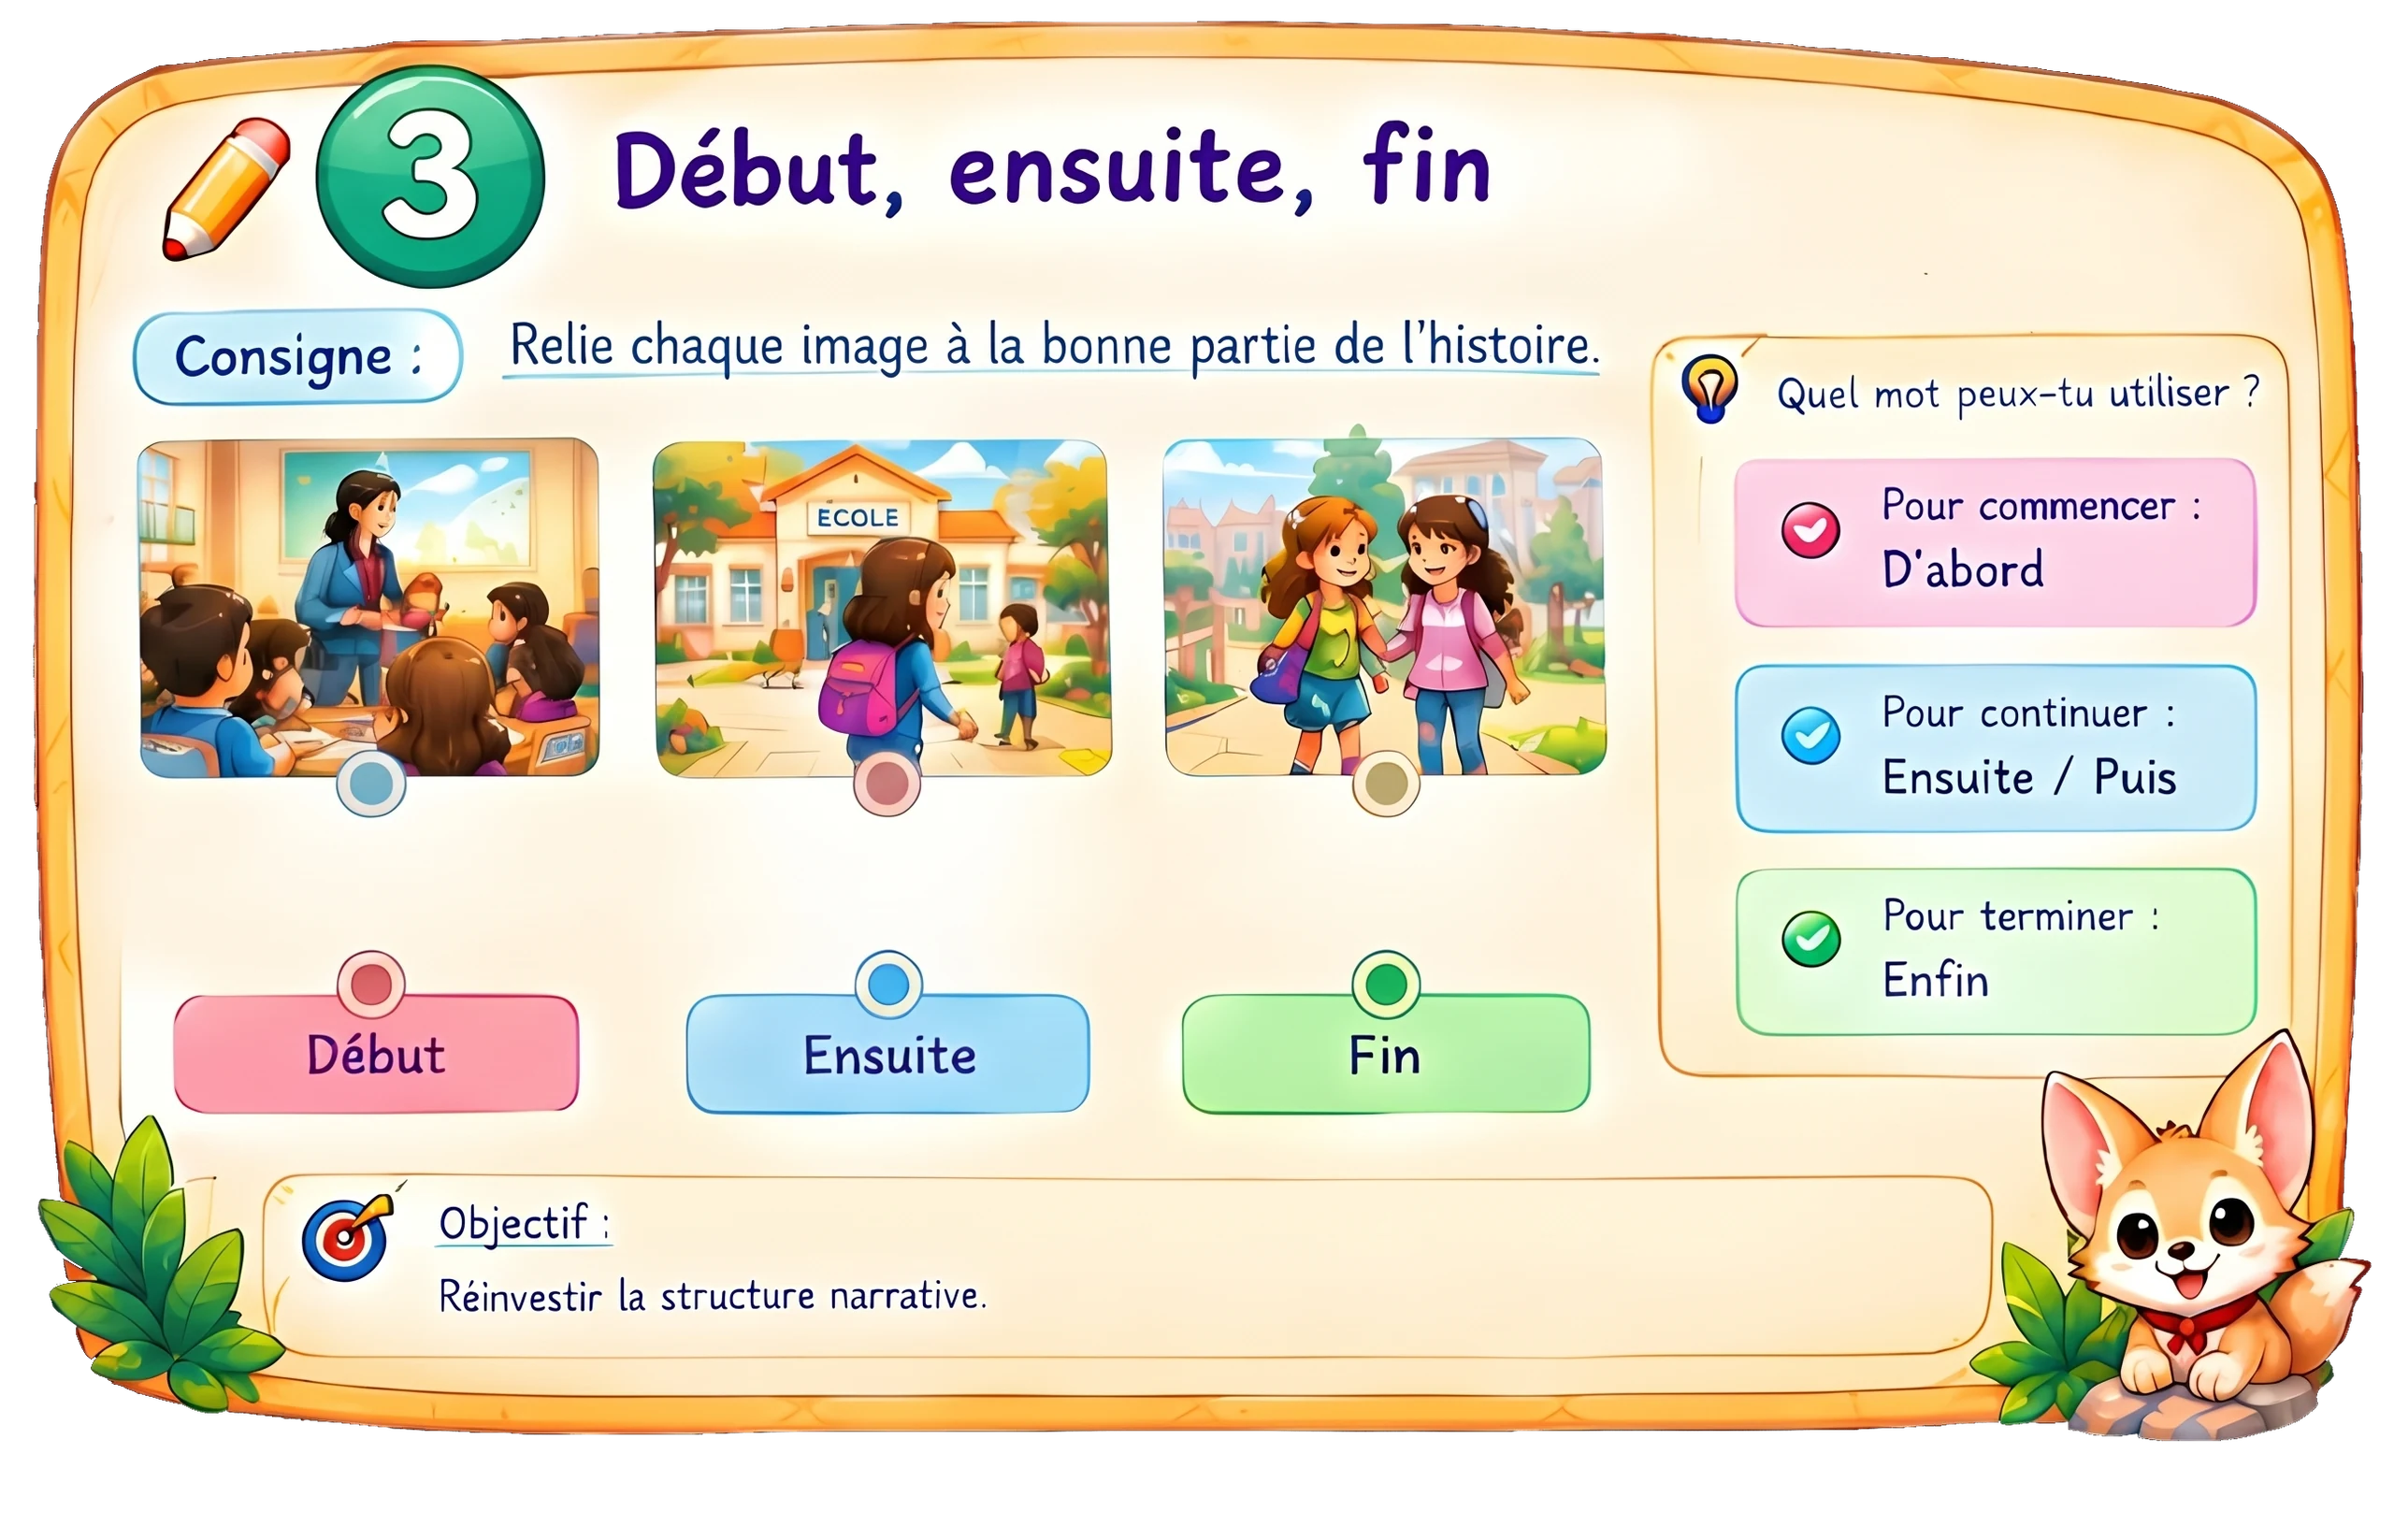 3
Début, ensuite, fin
Consigne :
Relie chaque image à la bonne partie de l'histoire.
ECOLE
Début
Ensuite
Fin
Quel mot peux-tu utiliser ?
Pour commencer :
D'abord
Pour continuer :
Ensuite / Puis
Pour terminer :
Enfin
Objectif :
Réinvestir la structure narrative.